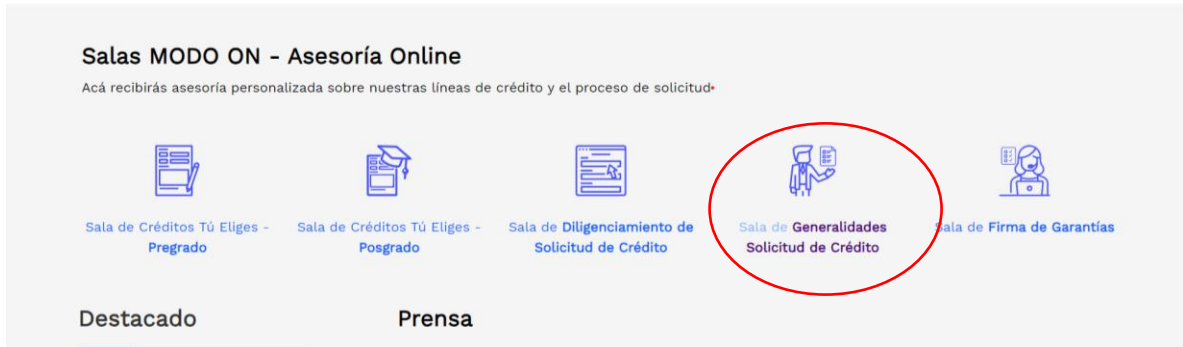 Salas MODO ON – Asesoría Online
Acá recibirás asesoría personalizada sobre nuestras líneas de crédito y el proceso de solicitud•
Sala de Créditos Tú Eliges –
Pregrado
Sala de Créditos Tú Eliges –
Posgrado
Sala de Diligenciamiento de
Solicitud de Crédito
Sala de Generalidades
Solicitud de Crédito
Sala de Firma de Garantías
Destacado
Prensa